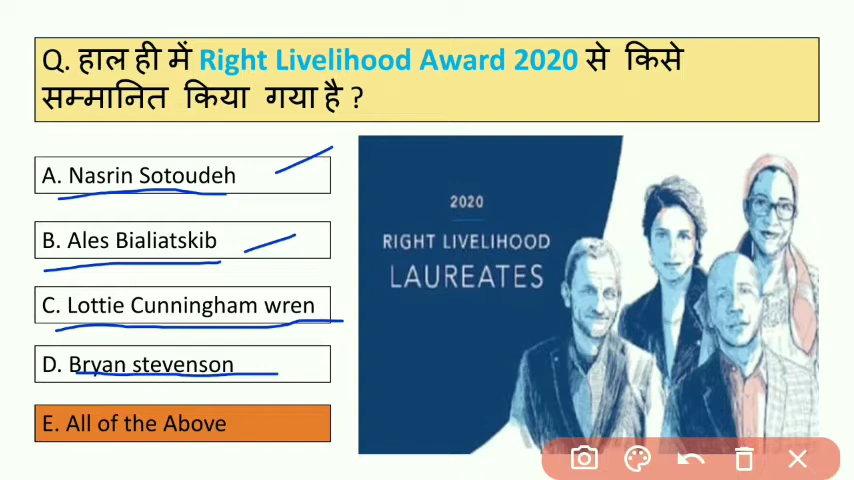 Q. हाल ही में Right Livelihood Award 2020 से किसे
सम्मानित किया गया है ?
A. Nasrin Sotoudeh
B. Ales Bialiatskib
C. Lottie Cunningham wren
D. Bryan stevenson
E. All of the Above
2020
RIGHT LIVELIHOOD
LAUREATES